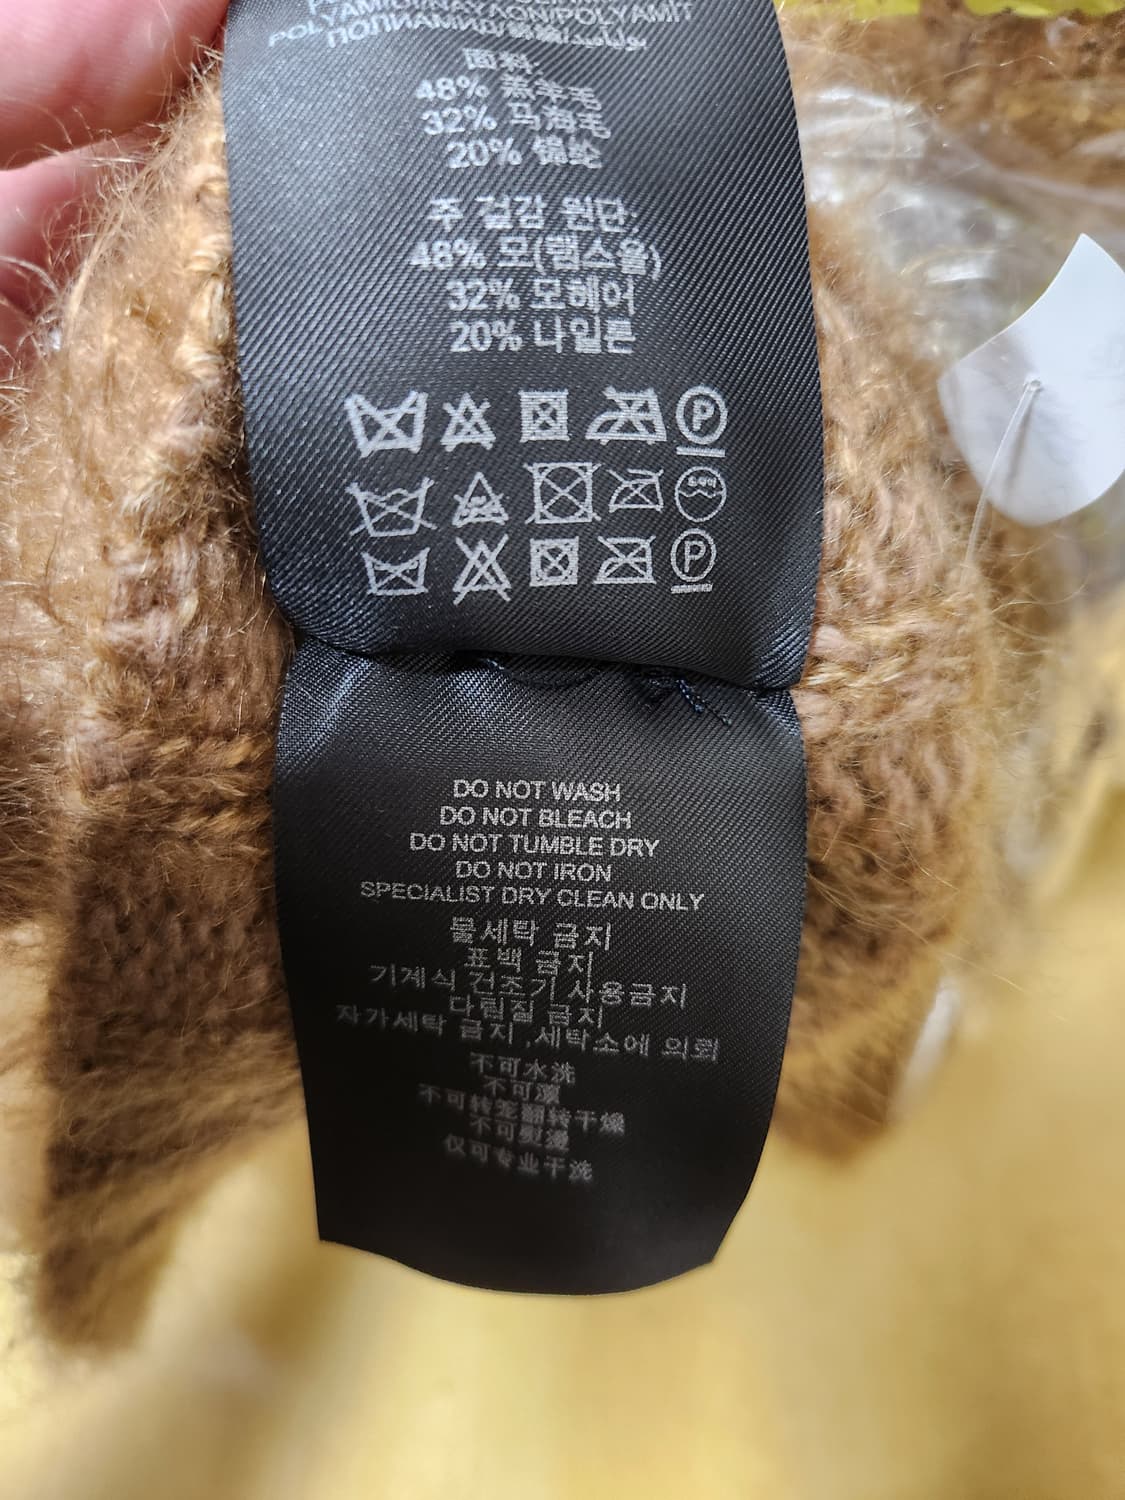 POLYAMID/NAYΛON/POLYAMİT
面料:
48% 羔羊毛
32% 马海毛
20% 锦纶
주 겉감 원단:
48% 모(램스울)
32% 모헤어
20% 나일론
P
P
DO NOT WASH
DO NOT BLEACH
DO NOT TUMBLE DRY
DO NOT IRON
SPECIALIST DRY CLEAN ONLY
물세탁 금지
표백 금지
기계식 건조기 사용금지
다림질 금지
자가세탁 금지 ,세탁소에 의뢰
不可水洗
不可漂
不可转笼翻转干燥
不可熨烫
仅可专业干洗